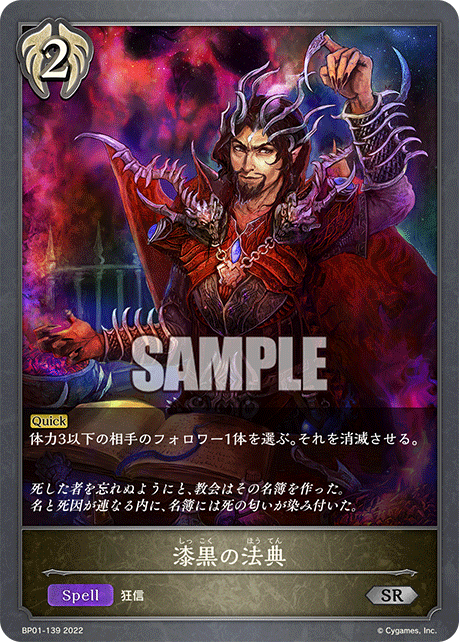 2
SAMPLE
Quick
体力3以下の相手のフォロワー1体を選ぶ。それを消滅させる。
死した者を忘れぬようにと、教会はその名簿を作った。
名と死因が連なる内に、名簿には死の匂いが染み付いた。
しっこく ほうてん
漆黒の法典
Spell 狂信 SR
BP01-139 2022 © Cygames, Inc.